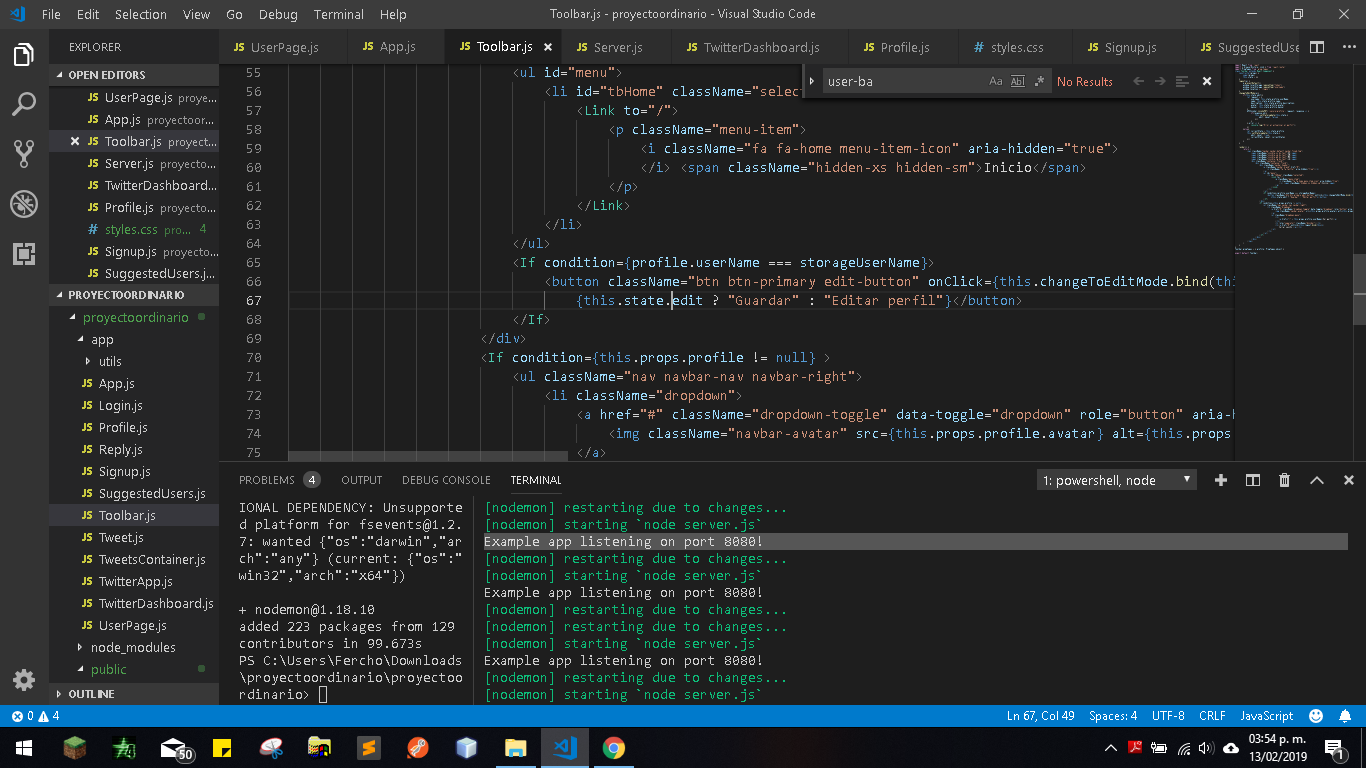 File Edit Selection View Go Debug Terminal Help
Toolbar.js - proyectoordinario - Visual Studio Code
EXPLORER
OPEN EDITORS
JS UserPage.js proye...
JS App.js proyectoor...
JS Toolbar.js proyect...
JS Server.js proyecto...
JS TwitterDashboard...
JS Profile.js proyecto...
# styles.css pro... 4
JS Signup.js proyecto...
JS SuggestedUsers.j...
PROYECTOORDINARIO
proyectoordinario
app
utils
JS App.js
JS Login.js
JS Profile.js
JS Reply.js
JS Signup.js
JS SuggestedUsers.js
JS Toolbar.js
JS Tweet.js
JS TweetsContainer.js
JS TwitterApp.js
JS TwitterDashboard.js
JS UserPage.js
node_modules
public
OUTLINE
JS UserPage.js JS App.js JS Toolbar.js JS Server.js JS TwitterDashboard.js JS Profile.js # styles.css JS Signup.js JS SuggestedUse
user-ba Aa Abl .* No Results
55 <ul id="menu">
56 <li id="tbHome" className="selec
57 <Link to="/">
58 <p className="menu-item">
59 <i className="fa fa-home menu-item-icon" aria-hidden="true">
60 </i> <span className="hidden-xs hidden-sm">Inicio</span>
61 </p>
62 </Link>
63 </li>
64 </ul>
65 <If condition={profile.userName === storageUserName}>
66 <button className="btn btn-primary edit-button" onClick={this.changeToEditMode.bind(thi
67 {this.state.edit ? "Guardar" : "Editar perfil"}</button>
68 </If>
69 </div>
70 <If condition={this.props.profile != null} >
71 <ul className="nav navbar-nav navbar-right">
72 <li className="dropdown">
73 <a href="#" className="dropdown-toggle" data-toggle="dropdown" role="button" aria-h
74 <img className="navbar-avatar" src={this.props.profile.avatar} alt={this.props
75 </a>
PROBLEMS 4 OUTPUT DEBUG CONSOLE TERMINAL
1: powershell, node
IONAL DEPENDENCY: Unsupporte
d platform for fsevents@1.2.
7: wanted {"os":"darwin","ar
ch":"any"} (current: {"os":"
win32","arch":"x64"})
+ nodemon@1.18.10
added 223 packages from 129
contributors in 99.673s
PS C:\Users\Fercho\Downloads
\proyectoordinario\proyectoo
rdinario>
[nodemon] restarting due to changes...
[nodemon] starting `node server.js`
Example app listening on port 8080!
[nodemon] restarting due to changes...
[nodemon] starting `node server.js`
Example app listening on port 8080!
[nodemon] restarting due to changes...
[nodemon] restarting due to changes...
[nodemon] starting `node server.js`
Example app listening on port 8080!
[nodemon] restarting due to changes...
[nodemon] starting `node server.js`
0 4
Ln 67, Col 49 Spaces: 4 UTF-8 CRLF JavaScript
50
03:54 p. m.
13/02/2019
1